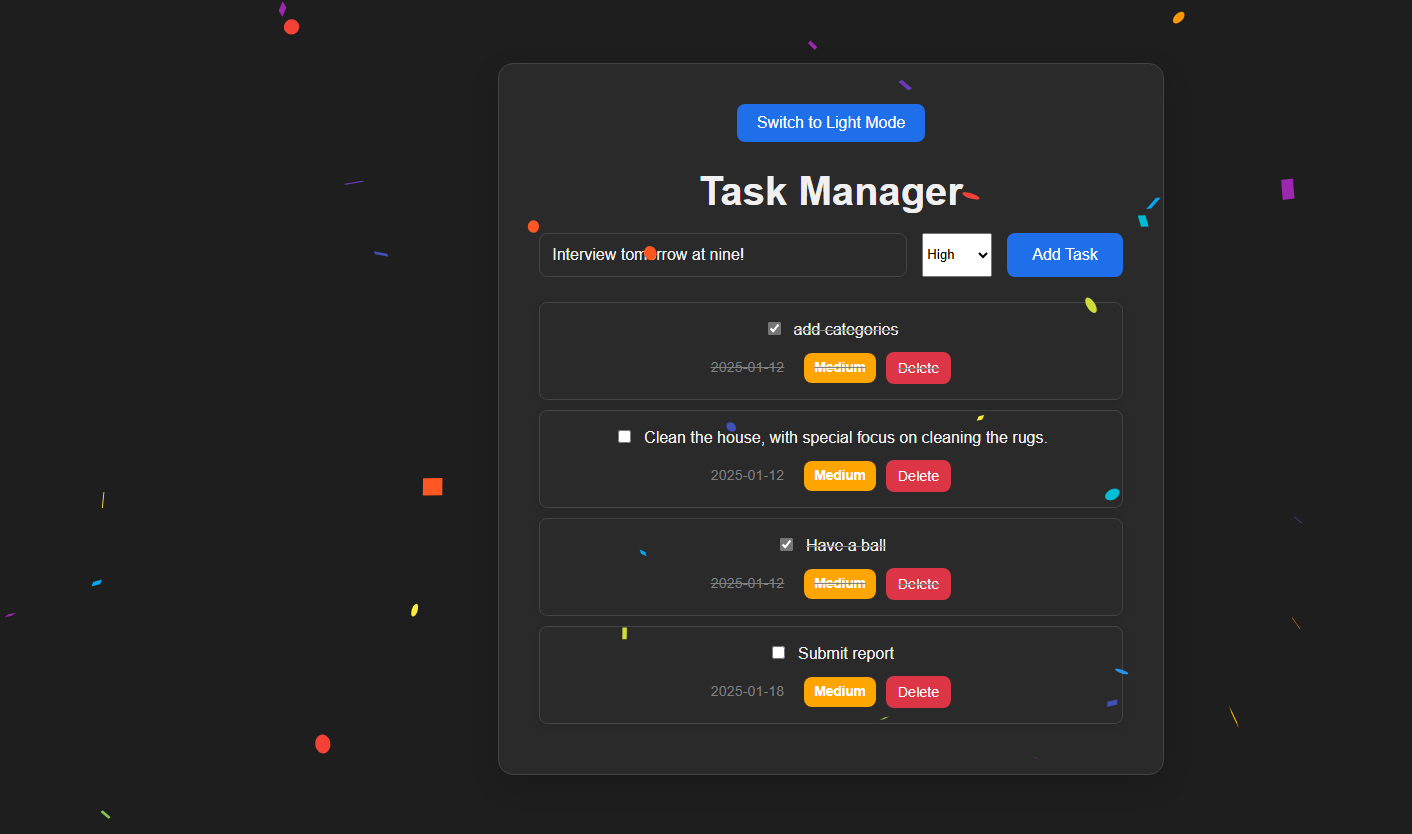 Switch to Light Mode
Task Manager
Interview tomorrow at nine! High Add Task
add categories
2025-01-12 Medium Delete
Clean the house, with special focus on cleaning the rugs.
2025-01-12 Medium Delete
Have a ball
2025-01-12 Medium Delete
Submit report
2025-01-18 Medium Delete